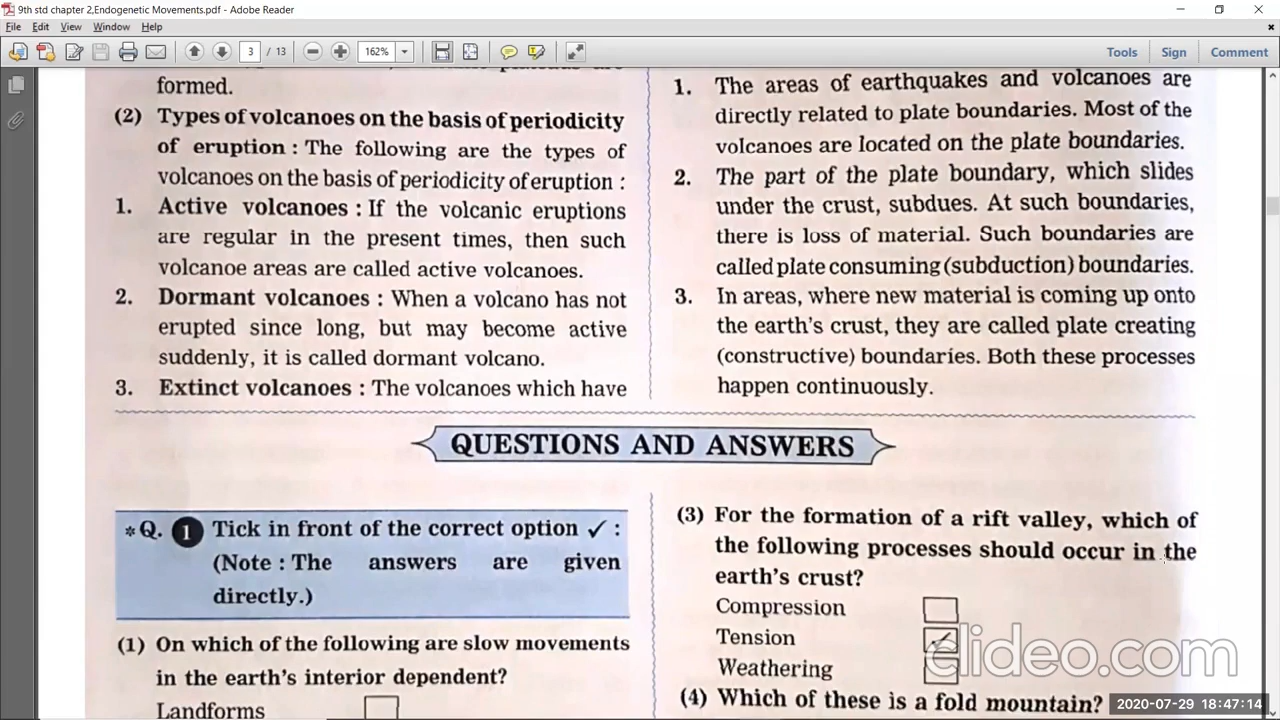 9th std chapter 2,Endogenetic Movements.pdf - Adobe Reader
File Edit View Window Help
3 / 13 162% Tools Sign Comment
formed.
(2) Types of volcanoes on the basis of periodicity
of eruption : The following are the types of
volcanoes on the basis of periodicity of eruption :
1. Active volcanoes : If the volcanic eruptions
are regular in the present times, then such
volcanoe areas are called active volcanoes.
2. Dormant volcanoes : When a volcano has not
erupted since long, but may become active
suddenly, it is called dormant volcano.
3. Extinct volcanoes : The volcanoes which have
1. The areas of earthquakes and volcanoes are
directly related to plate boundaries. Most of the
volcanoes are located on the plate boundaries.
2. The part of the plate boundary, which slides
under the crust, subdues. At such boundaries,
there is loss of material. Such boundaries are
called plate consuming (subduction) boundaries.
3. In areas, where new material is coming up onto
the earth's crust, they are called plate creating
(constructive) boundaries. Both these processes
happen continuously.
QUESTIONS AND ANSWERS
*Q. 1 Tick in front of the correct option ✓ :
(Note : The answers are given
directly.)
(1) On which of the following are slow movements
in the earth's interior dependent?
Landforms
(3) For the formation of a rift valley, which of
the following processes should occur in the
earth's crust?
Compression
Tension ✓
Weathering
(4) Which of these is a fold mountain?
clideo.com
2020-07-29 18:47:14